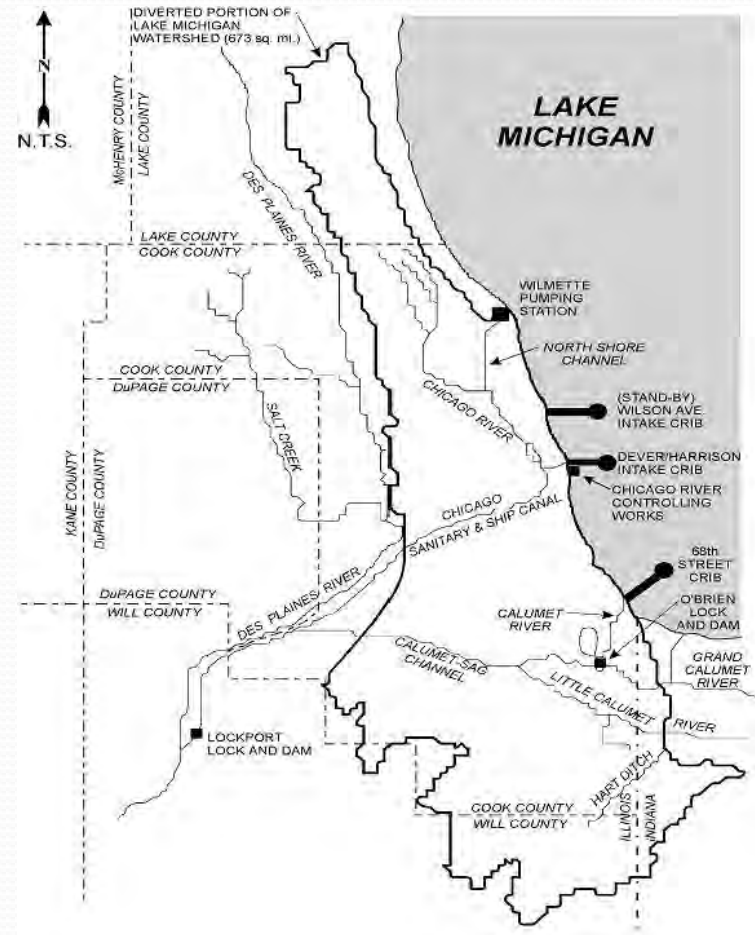 DIVERTED PORTION OF
LAKE MICHIGAN
WATERSHED (673 sq. mi.)
N
N.T.S.
McHENRY COUNTY
LAKE COUNTY
LAKE
MICHIGAN
DES PLAINES RIVER
LAKE COUNTY
COOK COUNTY
WILMETTE
PUMPING
STATION
NORTH SHORE
CHANNEL
COOK COUNTY
DuPAGE COUNTY
CHICAGO RIVER
(STAND-BY)
WILSON AVE.
INTAKE CRIB
SALT CREEK
DEVER/HARRISON
INTAKE CRIB
CHICAGO RIVER
CONTROLLING
WORKS
KANE COUNTY
DuPAGE COUNTY
CHICAGO
SANITARY & SHIP CANAL
68th
STREET
CRIB
DuPAGE COUNTY
WILL COUNTY
DES PLAINES RIVER
CALUMET
RIVER
O'BRIEN
LOCK
AND DAM
CALUMET-SAG
CHANNEL
GRAND
CALUMET
RIVER
LITTLE CALUMET RIVER
LOCKPORT
LOCK AND DAM
HART DITCH
COOK COUNTY
WILL COUNTY
ILLINOIS
INDIANA